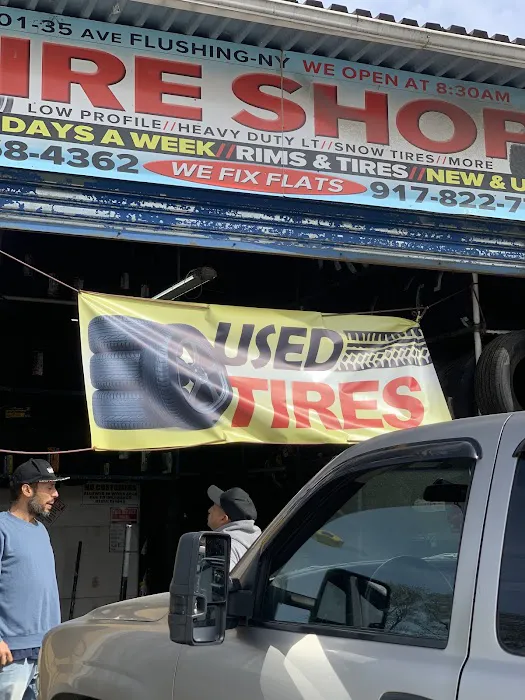 01-35 AVE FLUSHING-NY WE OPEN AT 8:30AM
IRE SHOP
LOW PROFILE//HEAVY DUTY LT//SNOW TIRES//MORE
DAYS A WEEK//RIMS & TIRES//NEW & U
58-4362 WE FIX FLATS 917-822-7
USED
TIRES